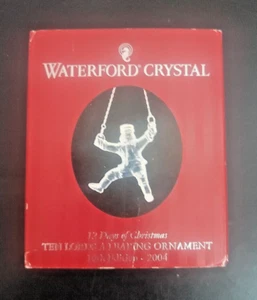 WATERFORD® CRYSTAL
12 Days of Christmas
TEN LORDS A LEAPING ORNAMENT
10th Edition - 2004